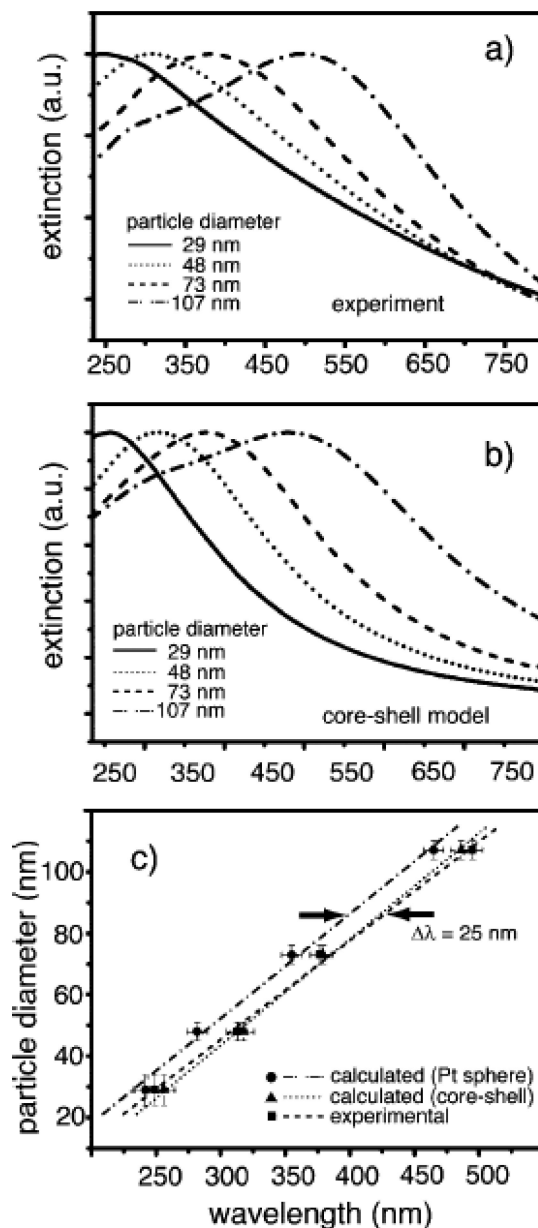 a)
extinction (a.u.)
particle diameter
29 nm
48 nm
73 nm
107 nm
experiment
250 350 450 550 650 750
b)
extinction (a.u.)
particle diameter
29 nm
48 nm
73 nm
107 nm
core-shell model
250 350 450 550 650 750
c)
particle diameter (nm)
100
80
60
40
20
Δλ = 25 nm
calculated (Pt sphere)
calculated (core-shell)
experimental
250 300 350 400 450 500
wavelength (nm)